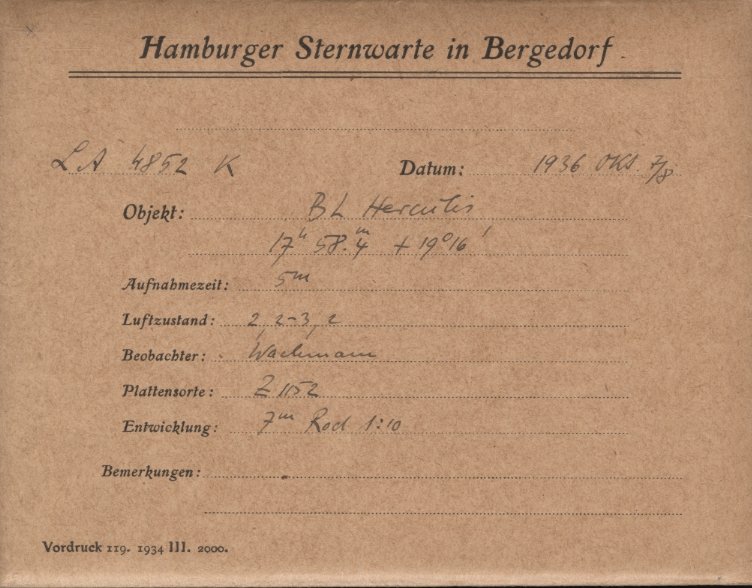 Hamburger Sternwarte in Bergedorf
LA 4852 K Datum: 1936 Okt. 7/8
Objekt: BL Herculis
17h 58.m4 +19°16'
Aufnahmezeit: 5m
Luftzustand: 2, 2-3, 2
Beobachter: Wachmann
Plattensorte: Z 1152
Entwicklung: 7m Rod 1:10
Bemerkungen:
Vordruck 119. 1934 III. 2000.